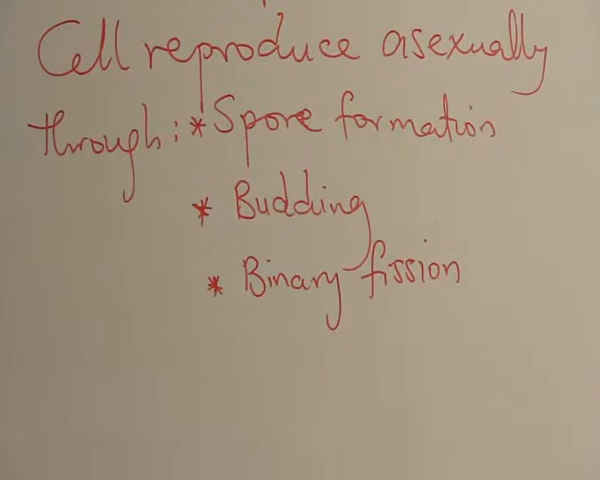 Cell reproduce asexually
through: * Spore formation
* Budding
* Binary fission